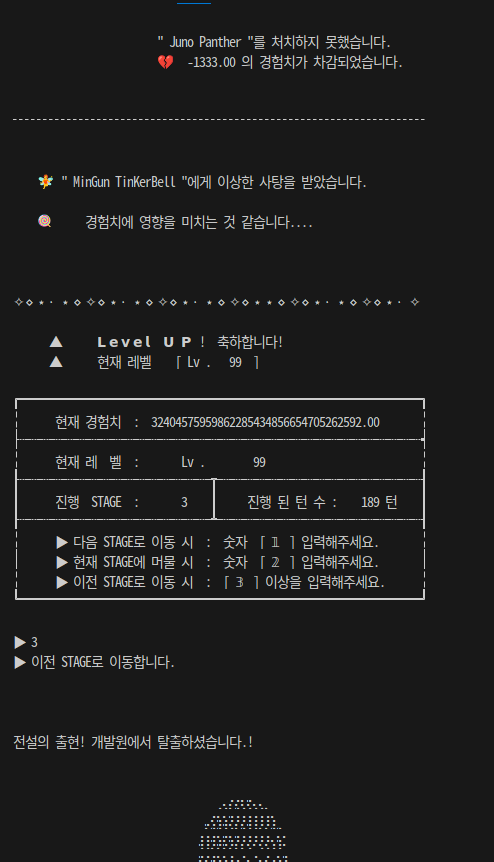 " Juno Panther "를 처치하지 못했습니다.
💔 -1333.00 의 경험치가 차감되었습니다.
🧚 " MinGun TinKerBell "에게 이상한 사탕을 받았습니다.
🍭 경험치에 영향을 미치는 것 같습니다....
▲ Level UP ! 축하합니다!
▲ 현재 레벨 「 Lv . 99 」
현재 경험치 : 324045759598622854348566547052625​92.00
현재 레 벨 : Lv . 99
진행 STAGE : 3 진행 된 턴 수 : 189 턴
▶ 다음 STAGE로 이동 시 : 숫자 「 1 」 입력해주세요.
▶ 현재 STAGE에 머물 시 : 숫자 「 2 」 입력해주세요.
▶ 이전 STAGE로 이동 시 : 「 3 」 이상을 입력해주세요.
▶ 3
▶ 이전 STAGE로 이동합니다.
전설의 출현! 개발원에서 탈출하셨습니다.!